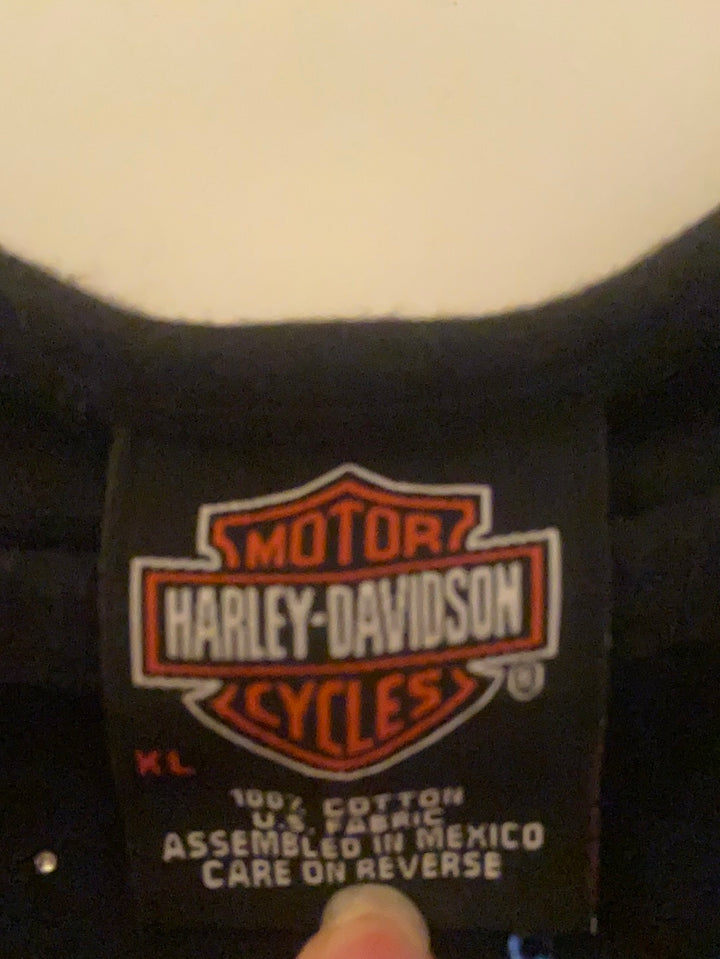 MOTOR
HARLEY-DAVIDSON
CYCLES
®
XL
100% COTTON
U.S. FABRIC
ASSEMBLED IN MEXICO
CARE ON REVERSE